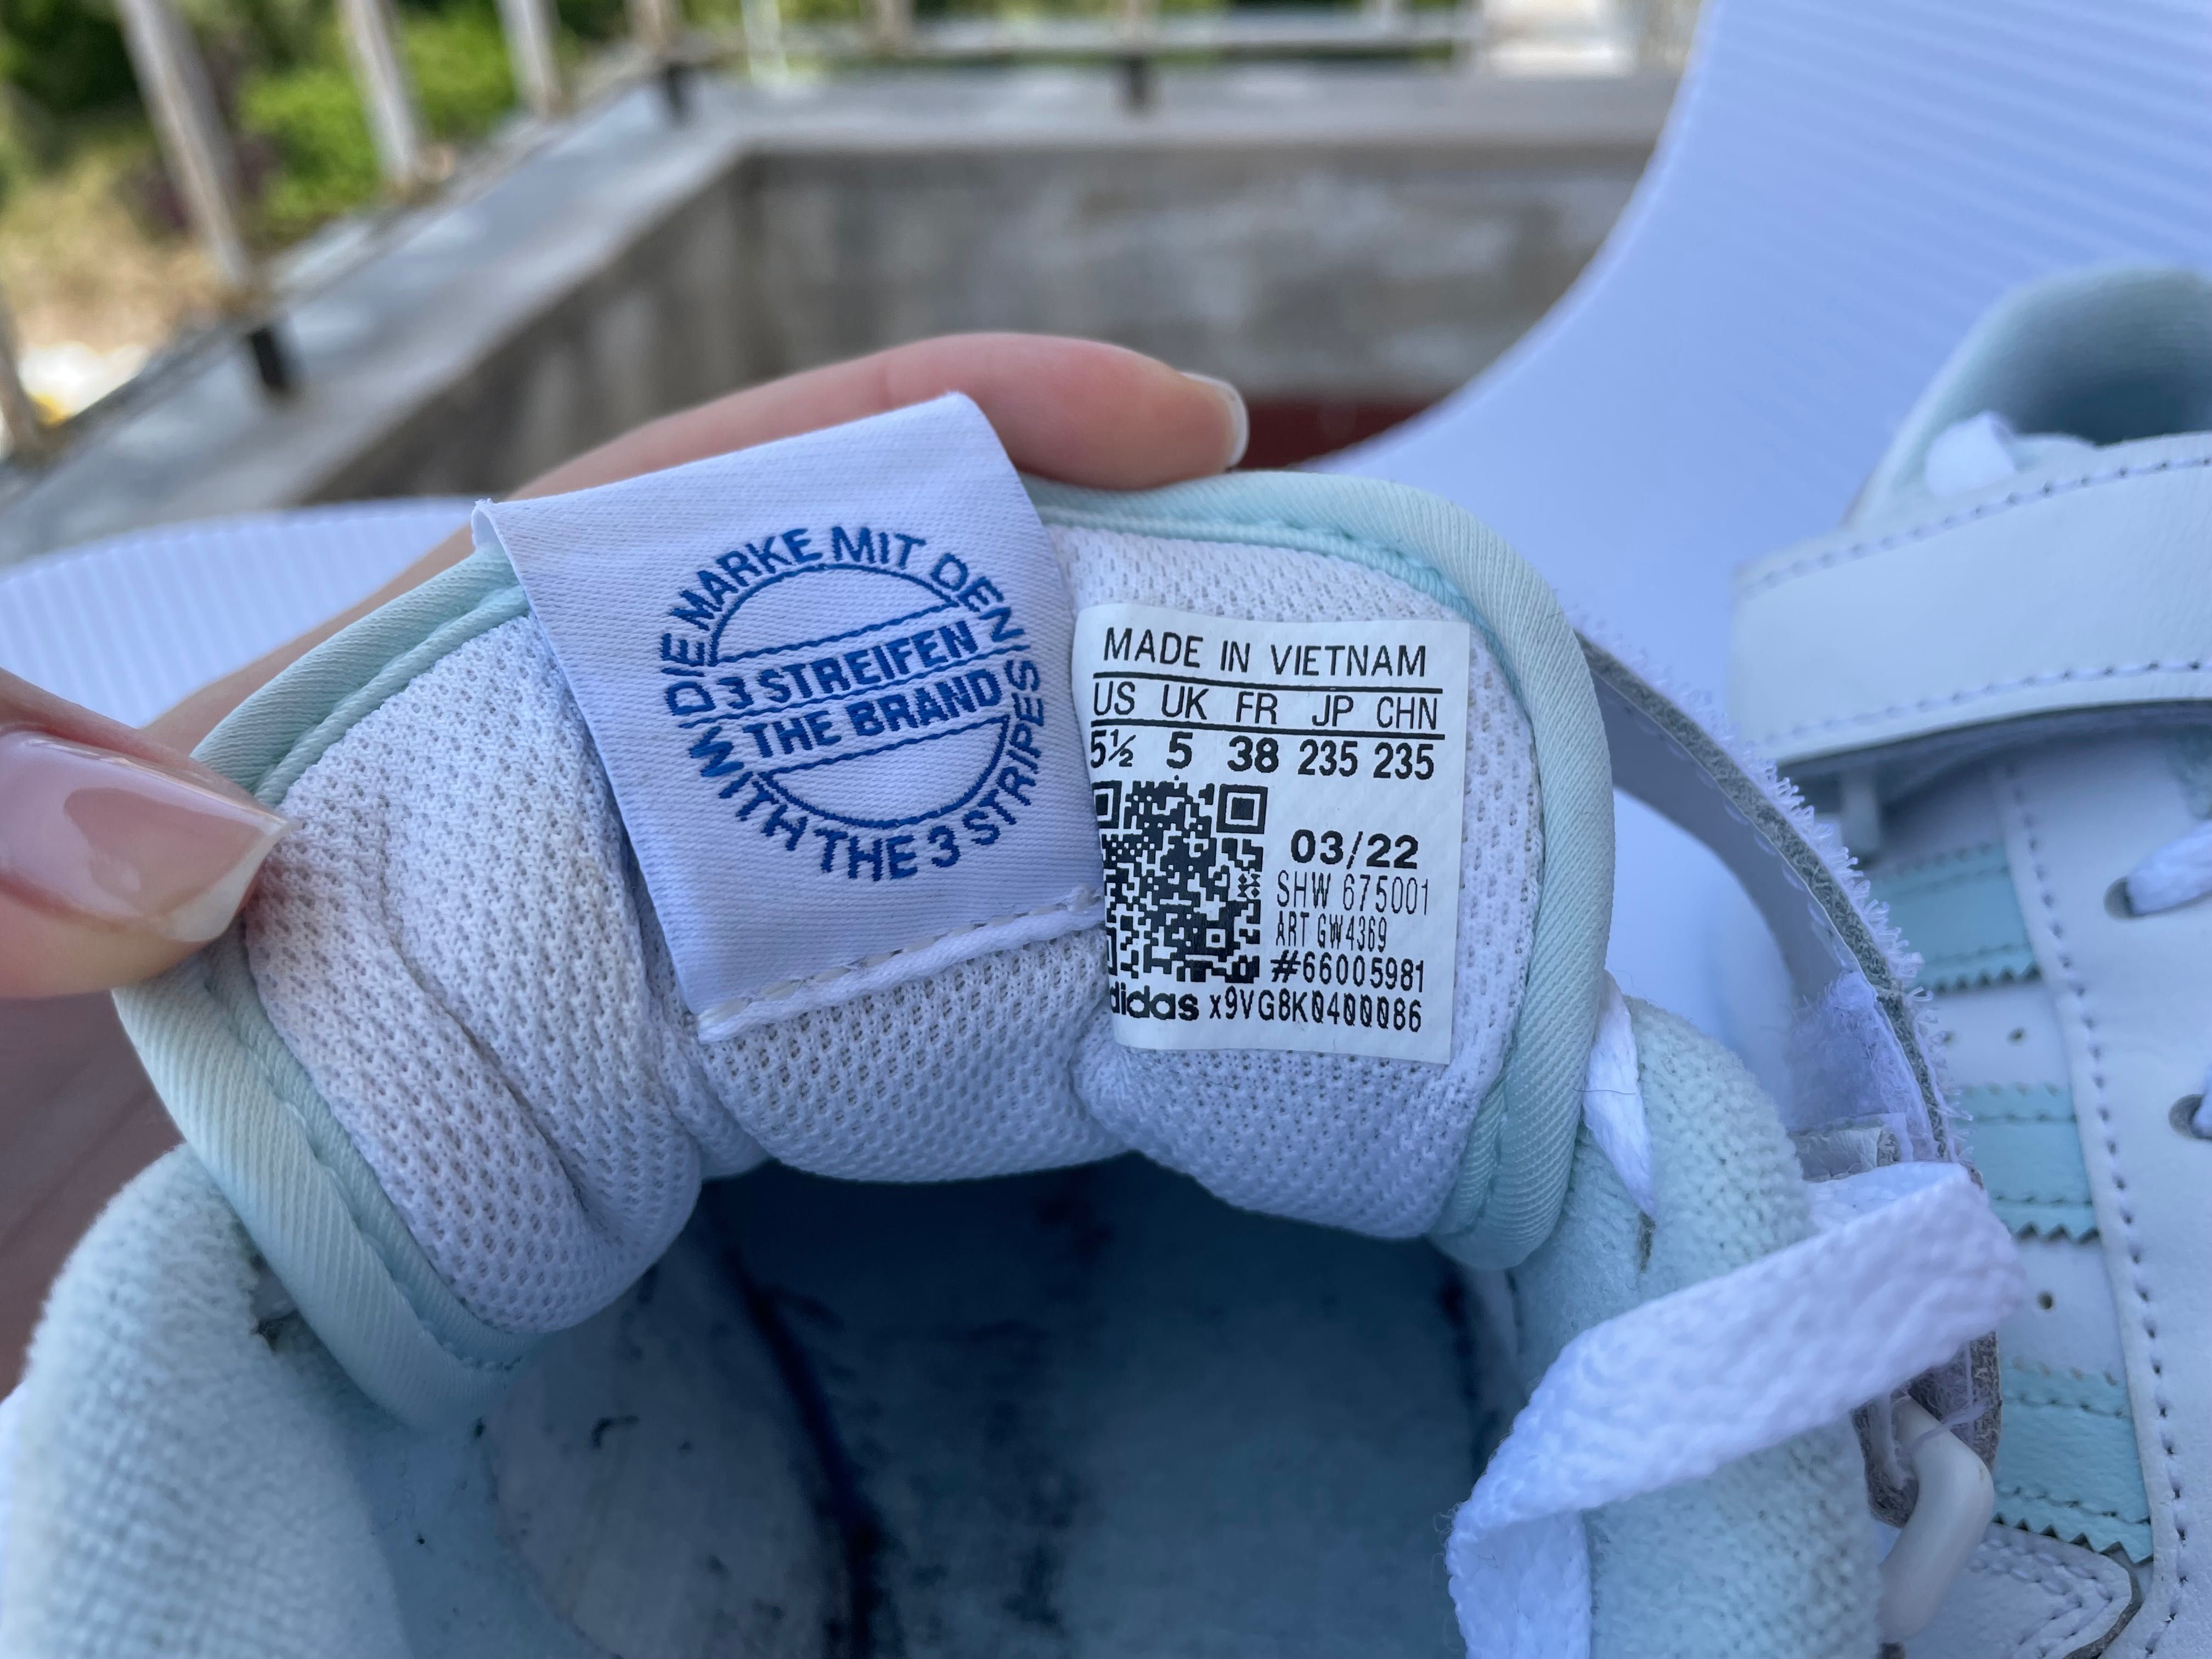 DIE MARKE MIT DEN
3 STREIFEN
THE BRAND
WITH THE 3 STRIPES
MADE IN VIETNAM
US UK FR JP CHN
5½ 5 38 235 235
03/22
SHW 675001
ART GW4369
#66005981
adidas x9VG8K0400086